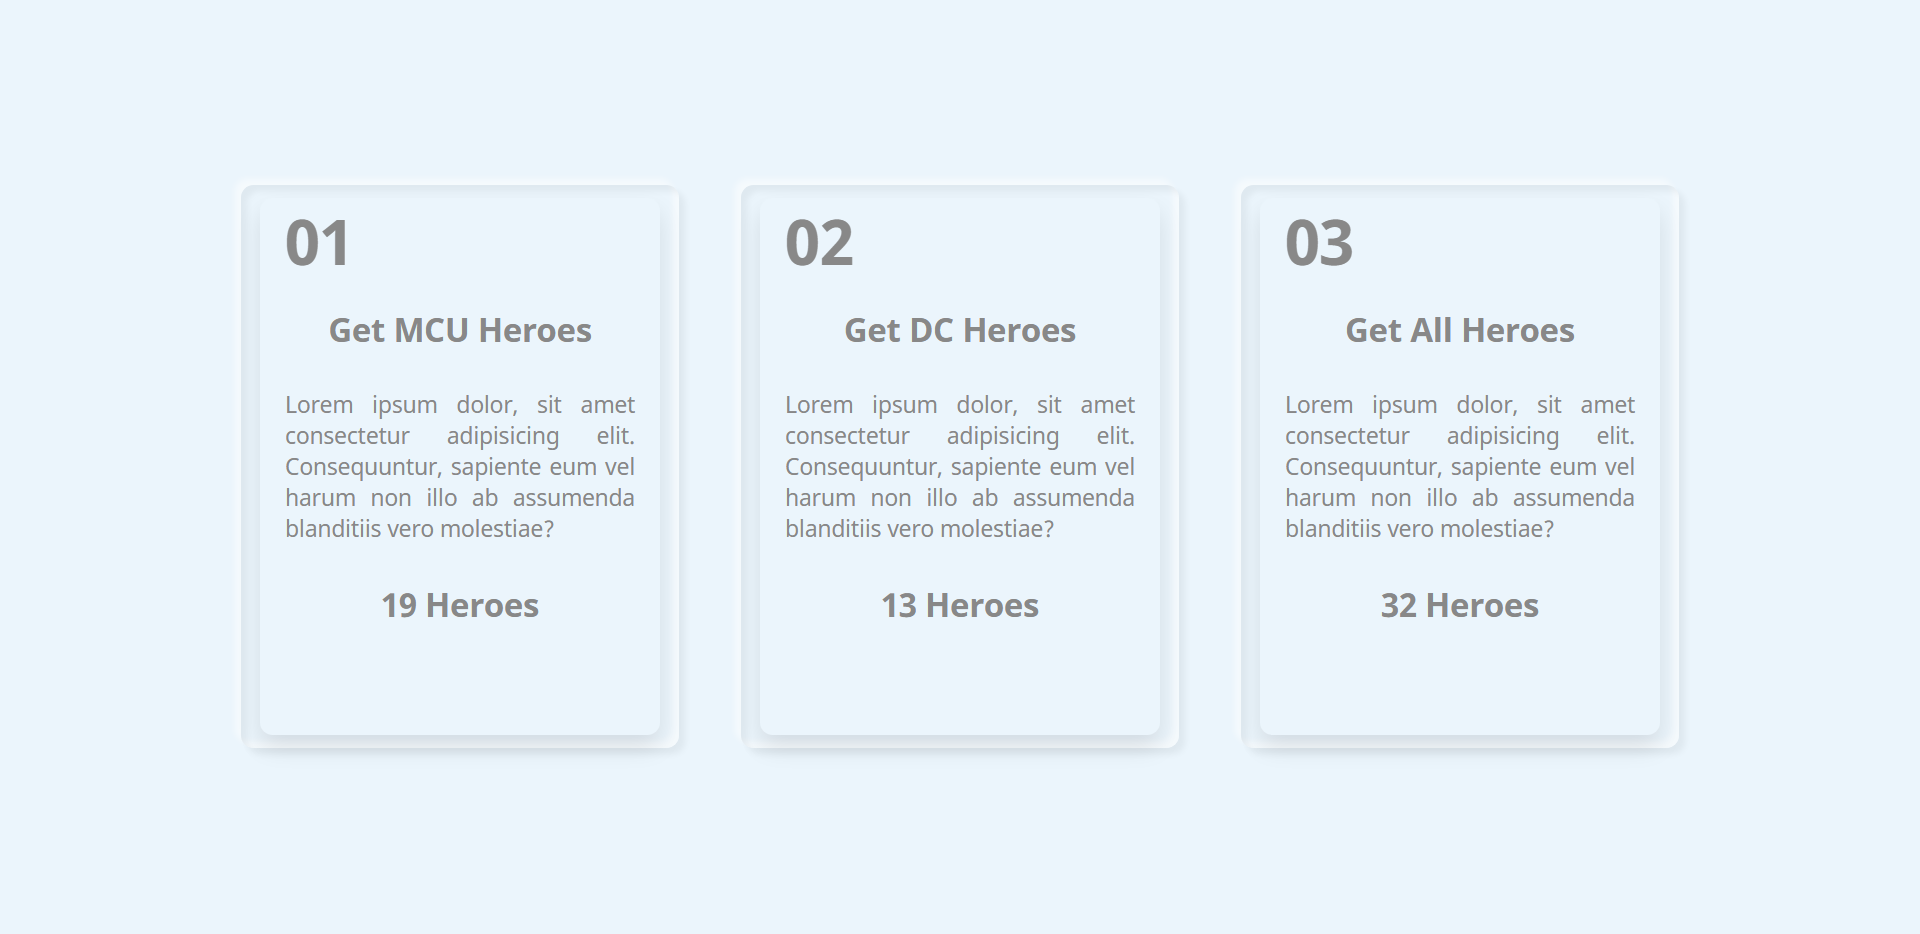 01
Get MCU Heroes
Lorem ipsum dolor, sit amet
consectetur adipisicing elit.
Consequuntur, sapiente eum vel
harum non illo ab assumenda
blanditiis vero molestiae?
19 Heroes
02
Get DC Heroes
Lorem ipsum dolor, sit amet
consectetur adipisicing elit.
Consequuntur, sapiente eum vel
harum non illo ab assumenda
blanditiis vero molestiae?
13 Heroes
03
Get All Heroes
Lorem ipsum dolor, sit amet
consectetur adipisicing elit.
Consequuntur, sapiente eum vel
harum non illo ab assumenda
blanditiis vero molestiae?
32 Heroes